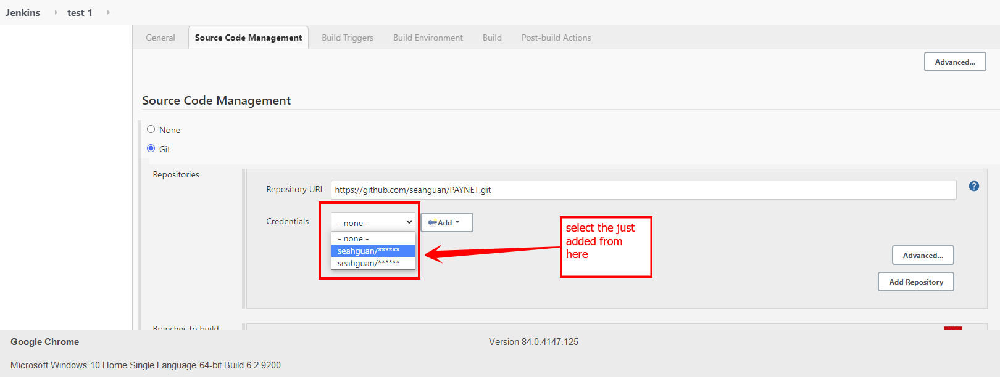 Jenkins test 1
General Source Code Management Build Triggers Build Environment Build Post-build Actions
Advanced...
Source Code Management
None
Git
Repositories
Repository URL https://github.com/seahguan/PAYNET.git
Credentials - none - Add
- none -
seahguan/******
seahguan/******
select the just
added from
here
Advanced...
Add Repository
Branches to build
Google Chrome Version 84.0.4147.125
Microsoft Windows 10 Home Single Language 64-bit Build 6.2.9200